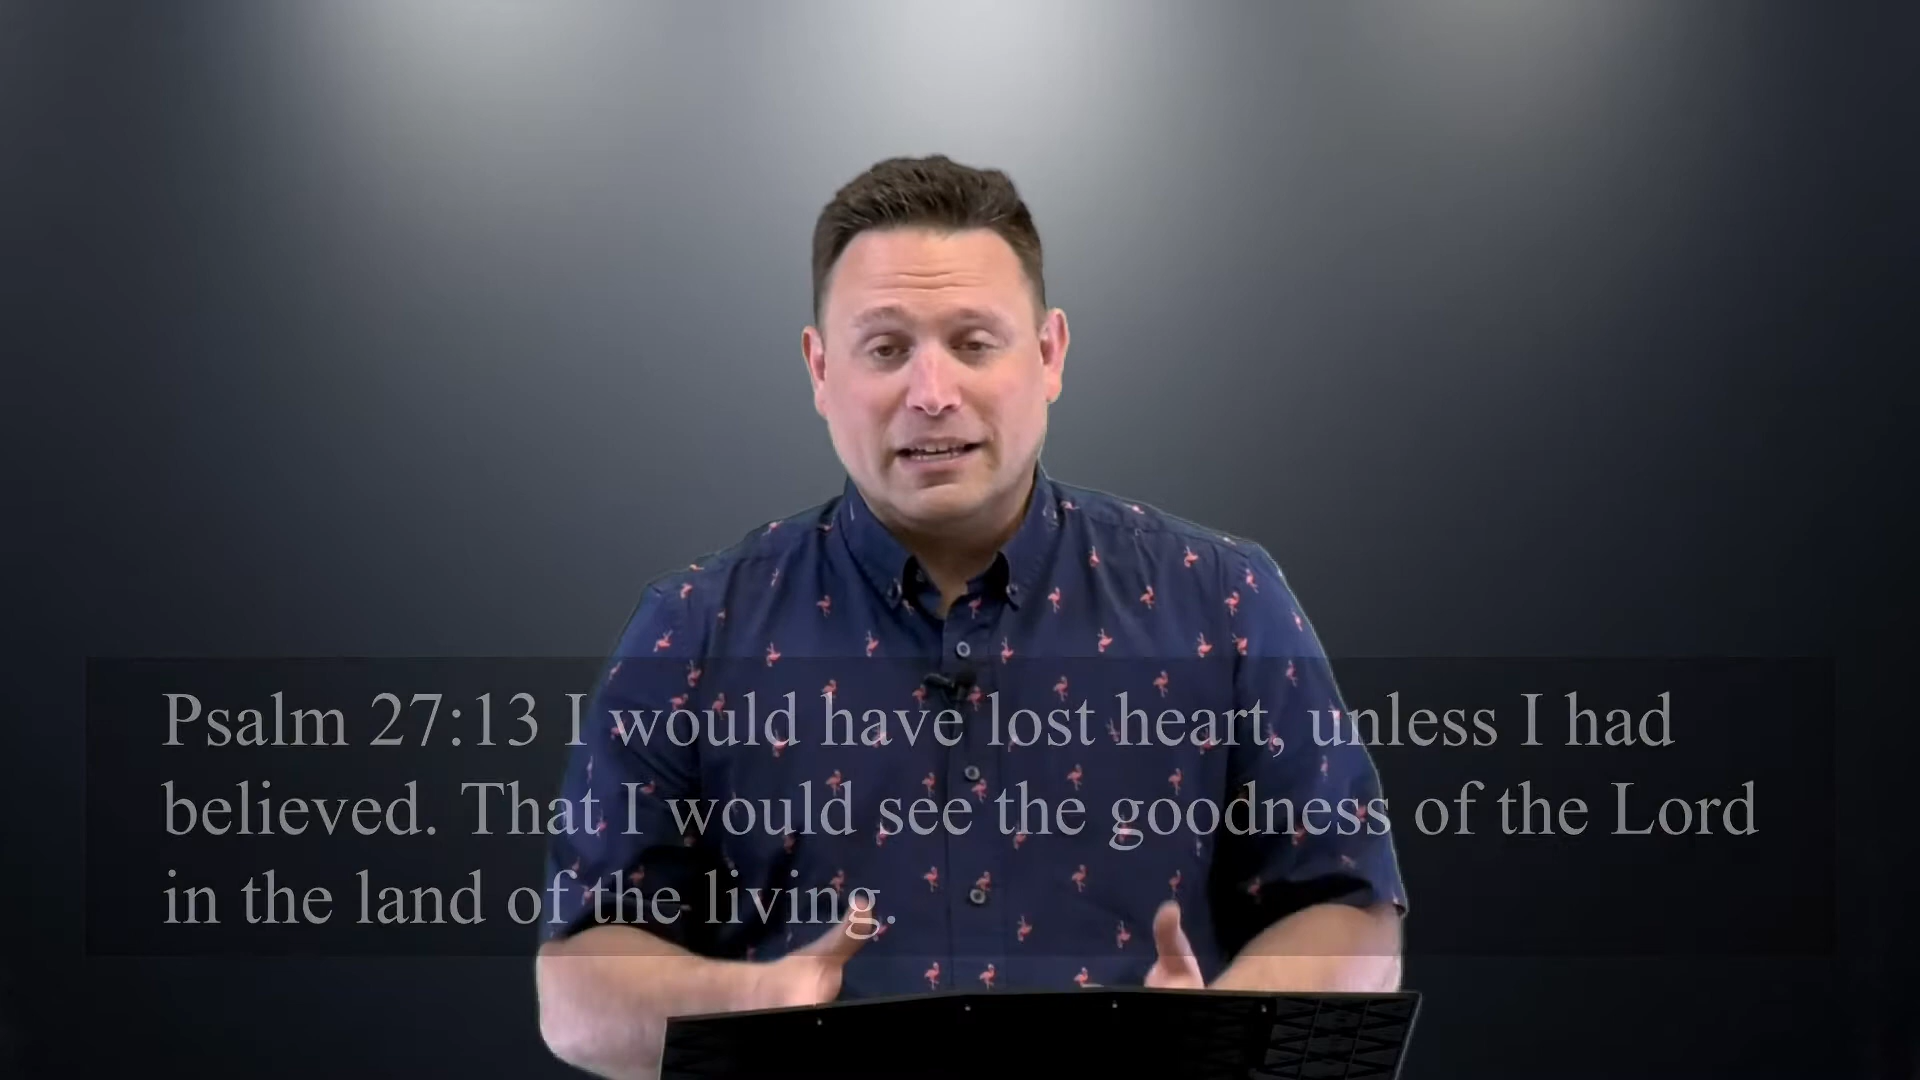 Psalm 27:13 I would have lost heart, unless I had
believed. That I would see the goodness of the Lord
in the land of the living.